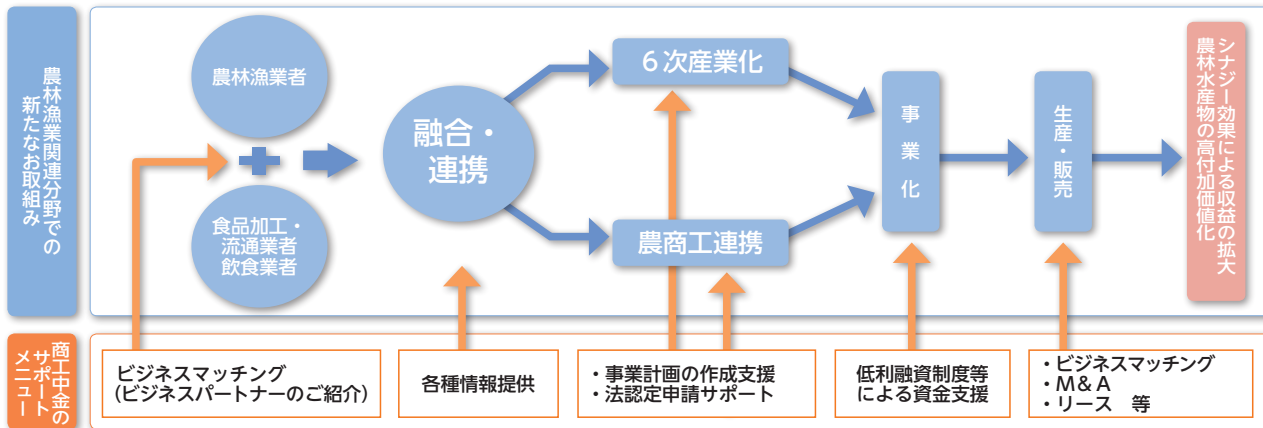 農林漁業関連分野での
新たなお取組み
農林漁業者
食品加工・
流通業者
飲食業者
融合・
連携
6次産業化
農商工連携
事業化
生産・販売
シナジー効果による収益の拡大
農林水産物の高付加価値化
商工中金の
サポート
メニュー
ビジネスマッチング
(ビジネスパートナーのご紹介)
各種情報提供
・事業計画の作成支援
・法認定申請サポート
低利融資制度等
による資金支援
・ビジネスマッチング
・M&A
・リース 等